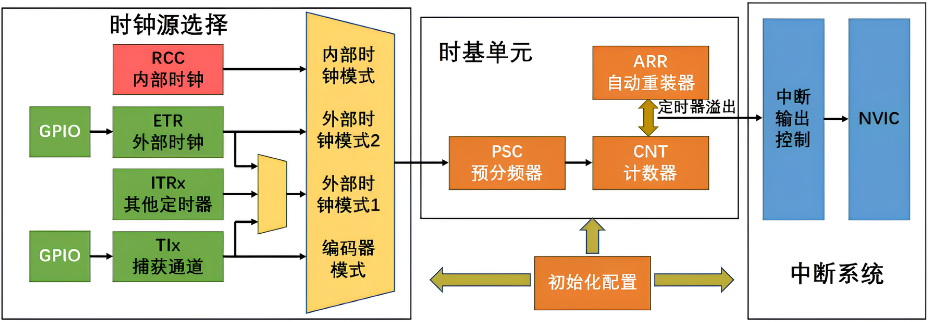 时钟源选择
RCC
内部时钟
GPIO
ETR
外部时钟
ITRx
其他定时器
GPIO
TIx
捕获通道
内部时
钟模式
外部时
钟模式2
外部时
钟模式1
编码器
模式
时基单元
ARR
自动重装器
定时器溢出
PSC
预分频器
CNT
计数器
初始化配置
中断
输出
控制
NVIC
中断系统